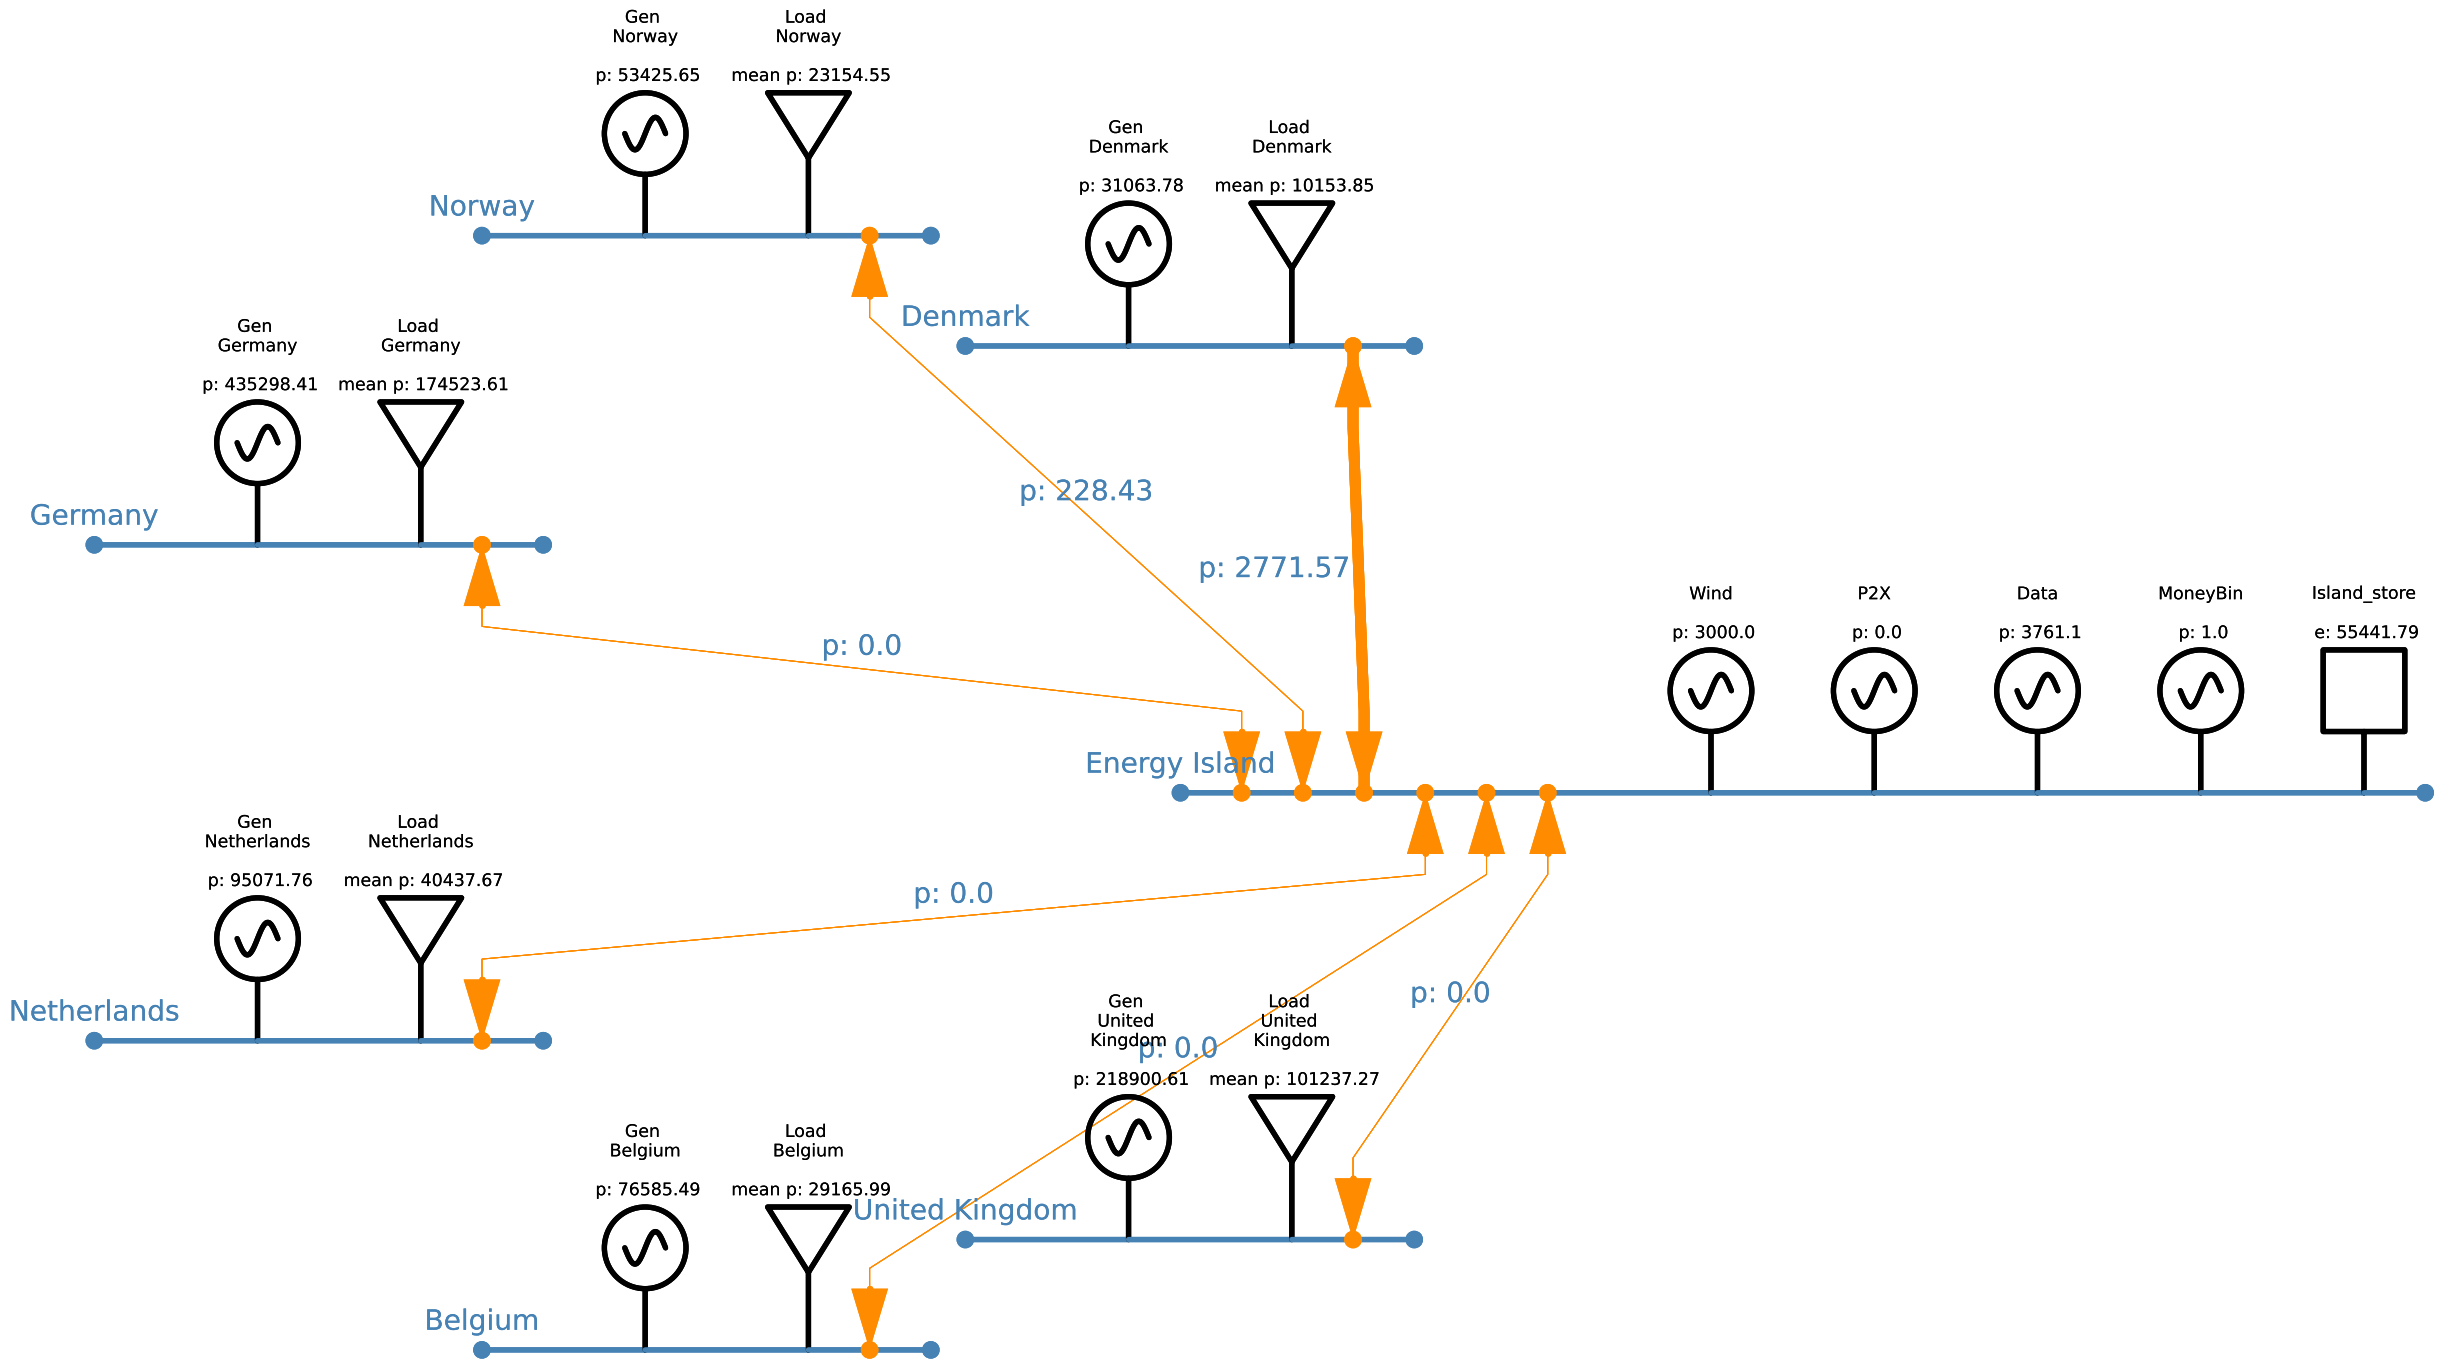 Gen
Norway
p: 53425.65
Load
Norway
mean p: 23154.55
Norway
Gen
Denmark
p: 31063.78
Load
Denmark
mean p: 10153.85
Denmark
Gen
Germany
p: 435298.41
Load
Germany
mean p: 174523.61
Germany
p: 228.43
p: 2771.57
p: 0.0
Wind
p: 3000.0
P2X
p: 0.0
Data
p: 3761.1
MoneyBin
p: 1.0
Island_store
e: 55441.79
Energy Island
Gen
Netherlands
p: 95071.76
Load
Netherlands
mean p: 40437.67
Netherlands
p: 0.0
p: 0.0
p: 0.0
Gen
United
Kingdom
p: 218900.61
Load
United
Kingdom
mean p: 101237.27
United Kingdom
Gen
Belgium
p: 76585.49
Load
Belgium
mean p: 29165.99
Belgium